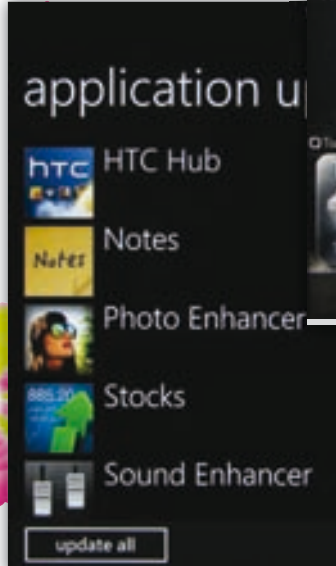 application u
hTC
HTC Hub
Notes
Notes
Photo Enhancer
885.20
Stocks
Sound Enhancer
update all